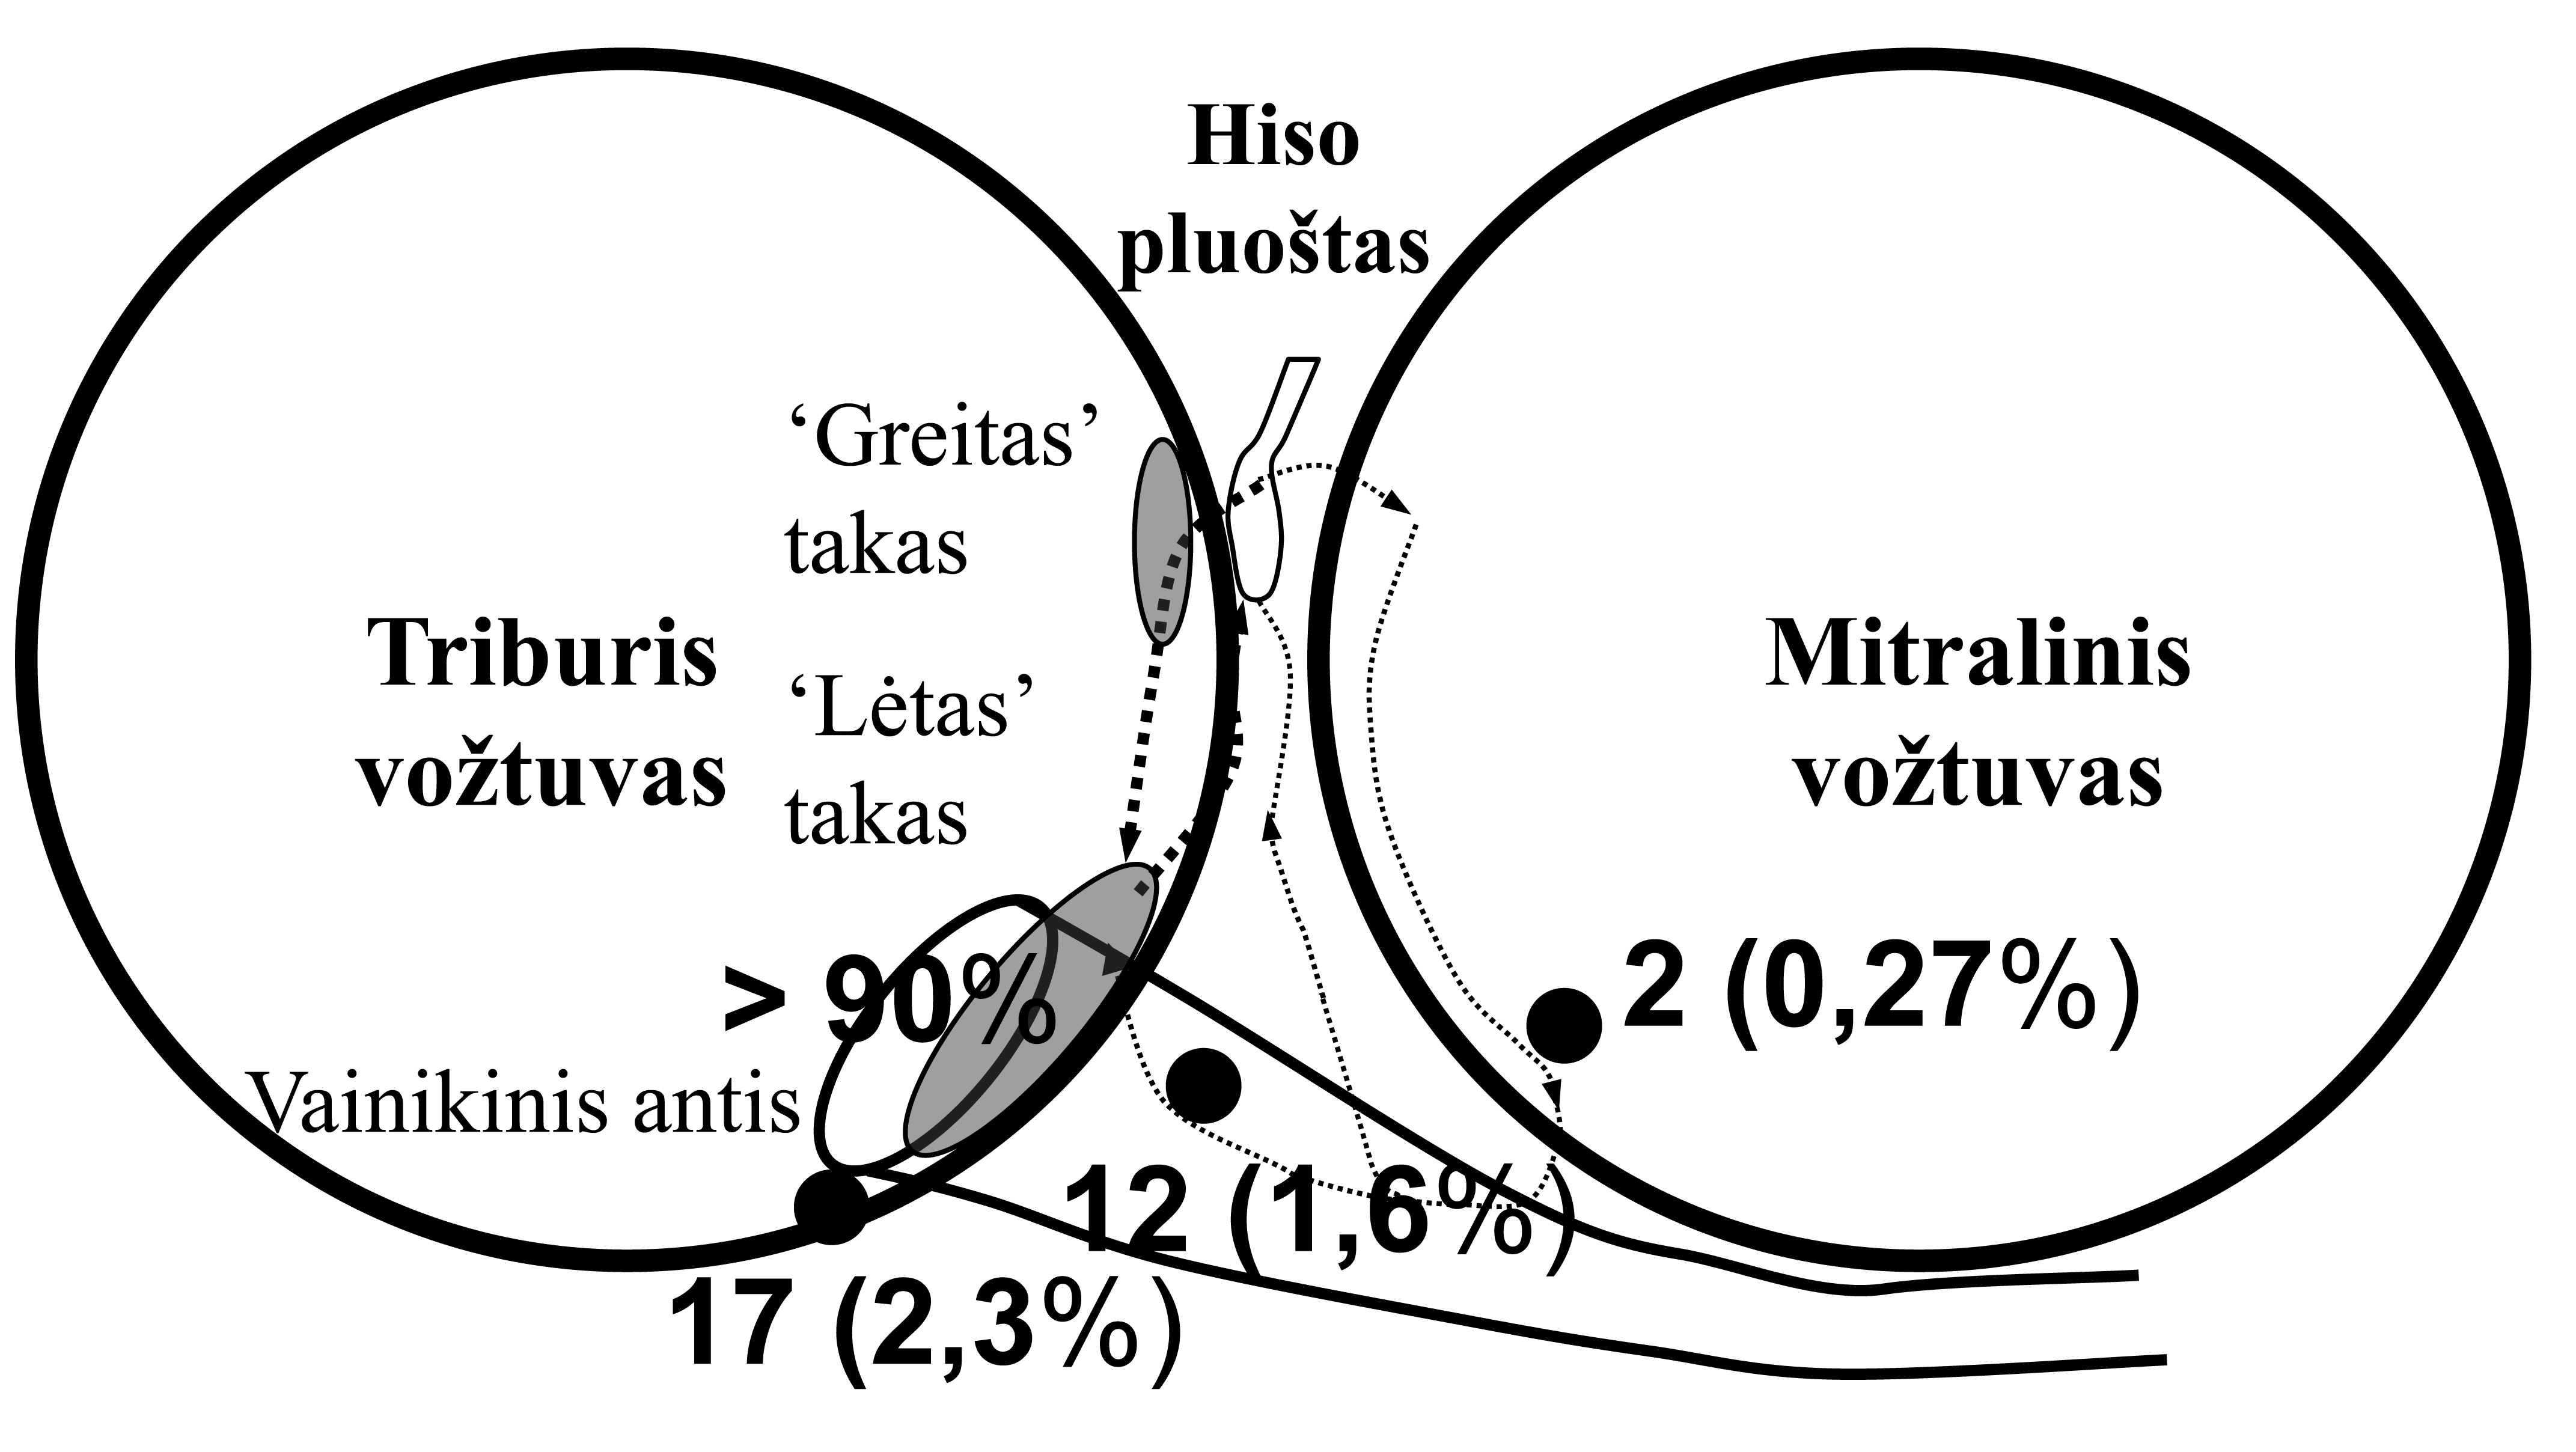 Hiso
pluoštas
‘Greitas’
takas
Triburis
vožtuvas
‘Lėtas’
takas
Mitralinis
vožtuvas
> 90%
2 (0,27%)
Vainikinis antis
12 (1,6%)
17 (2,3%)